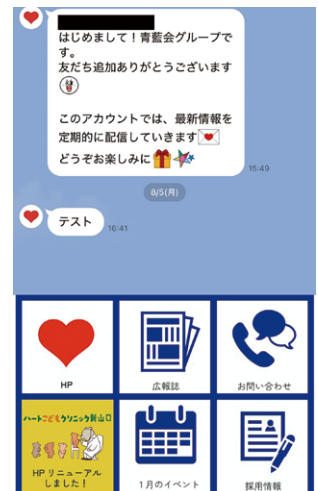 はじめまして！青藍会グループで
す。
友だち追加ありがとうございます
このアカウントでは、最新情報を
定期的に配信していきます
どうぞお楽しみに
15:49
8/5(月)
テスト
16:41
HP
広報誌
お問い合わせ
ハートこどもクリニック新山口
HPリニューアル
しました！
1月のイベント
採用情報